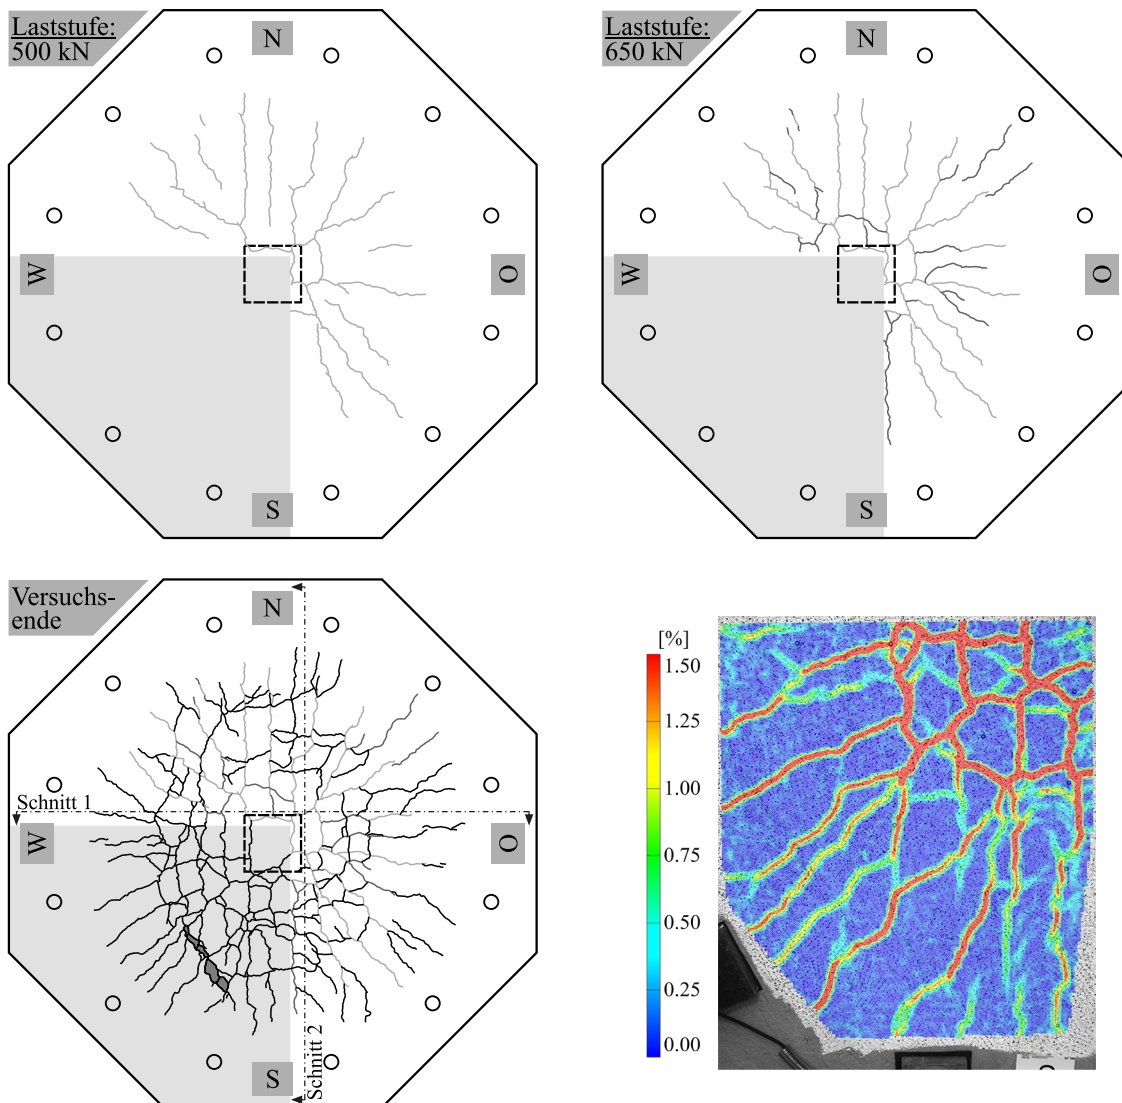 Laststufe:
500 kN
N
W
O
S
Laststufe:
650 kN
N
W
O
S
Versuchs-
ende
N
Schnitt 1
W
O
S
Schnitt 2
[%]
1.50
1.25
1.00
0.75
0.50
0.25
0.00